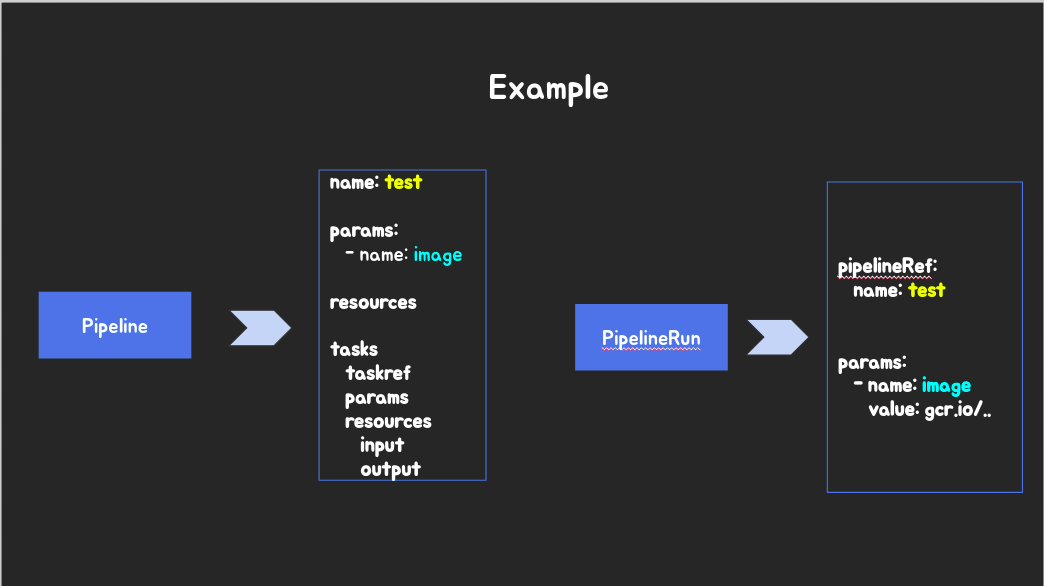 Example
Pipeline
name: test
params:
- name: image
resources
tasks
taskref
params
resources
input
output
PipelineRun
pipelineRef:
name: test
params:
- name: image
value: gcr.io/..